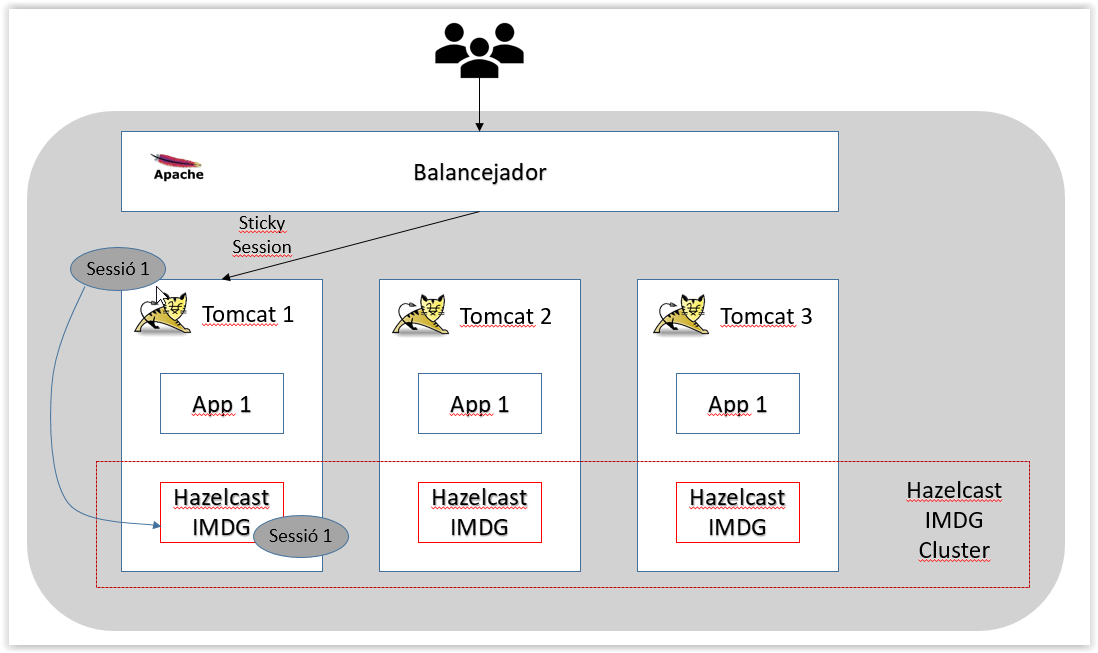 Apache
Balancejador
Sticky
Session
Sessió 1
Tomcat 1
Tomcat 2
Tomcat 3
App 1
App 1
App 1
Hazelcast
IMDG
Sessió 1
Hazelcast
IMDG
Hazelcast
IMDG
Hazelcast
IMDG
Cluster